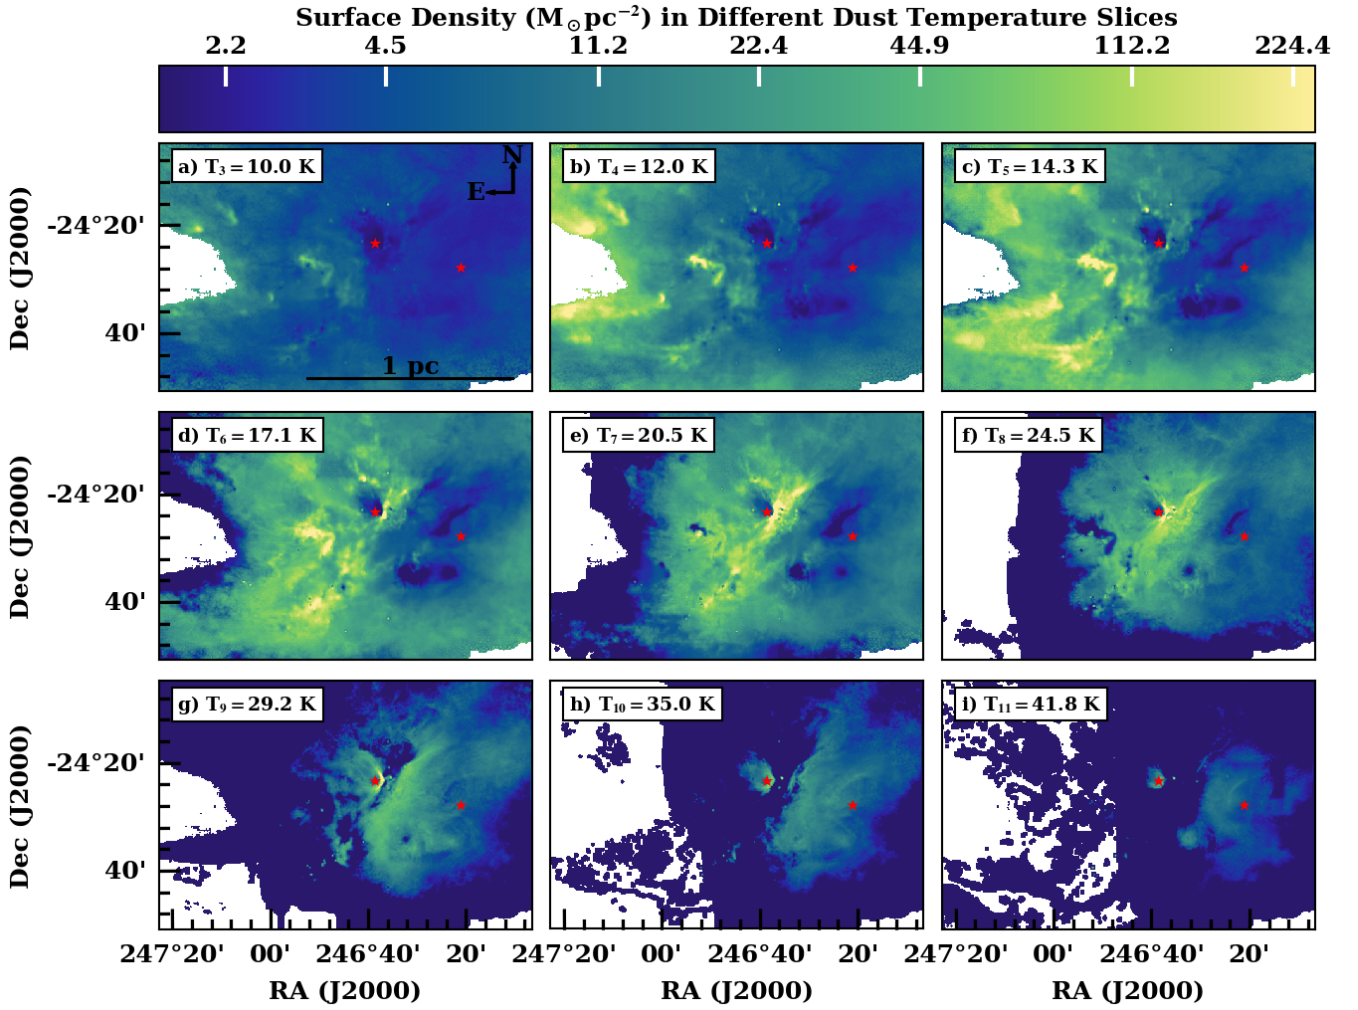 Surface Density (M⊙pc⁻²) in Different Dust Temperature Slices
2.2 4.5 11.2 22.4 44.9 112.2 224.4
a) T₃ = 10.0 K
N
E
1 pc
b) T₄ = 12.0 K
c) T₅ = 14.3 K
-24°20'
40'
Dec (J2000)
d) T₆ = 17.1 K
e) T₇ = 20.5 K
f) T₈ = 24.5 K
-24°20'
40'
Dec (J2000)
g) T₉ = 29.2 K
h) T₁₀ = 35.0 K
i) T₁₁ = 41.8 K
-24°20'
40'
Dec (J2000)
247°20' 00' 246°40' 20' 247°20' 00' 246°40' 20' 247°20' 00' 246°40' 20'
RA (J2000) RA (J2000) RA (J2000)